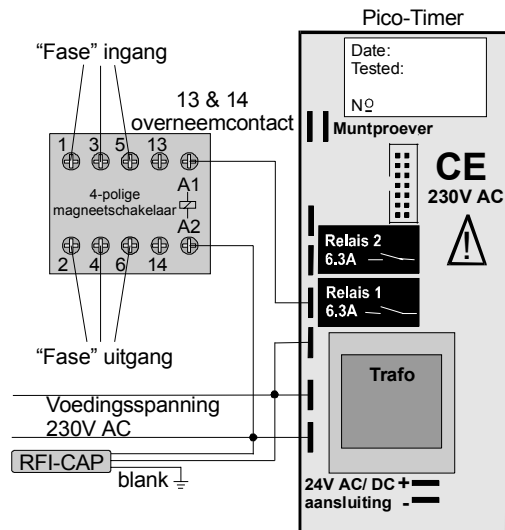 Pico-Timer
“Fase” ingang
Date:
Tested:
Nº
13 & 14
overneemcontact
Muntproever
1 3 5 13
A1
4-polige
magneetschakelaar
A2
2 4 6 14
CE
230V AC
Relais 2
6.3A
Relais 1
6.3A
“Fase” uitgang
Trafo
Voedingsspanning
230V AC
RFI-CAP
blank
24V AC/ DC +
aansluiting -